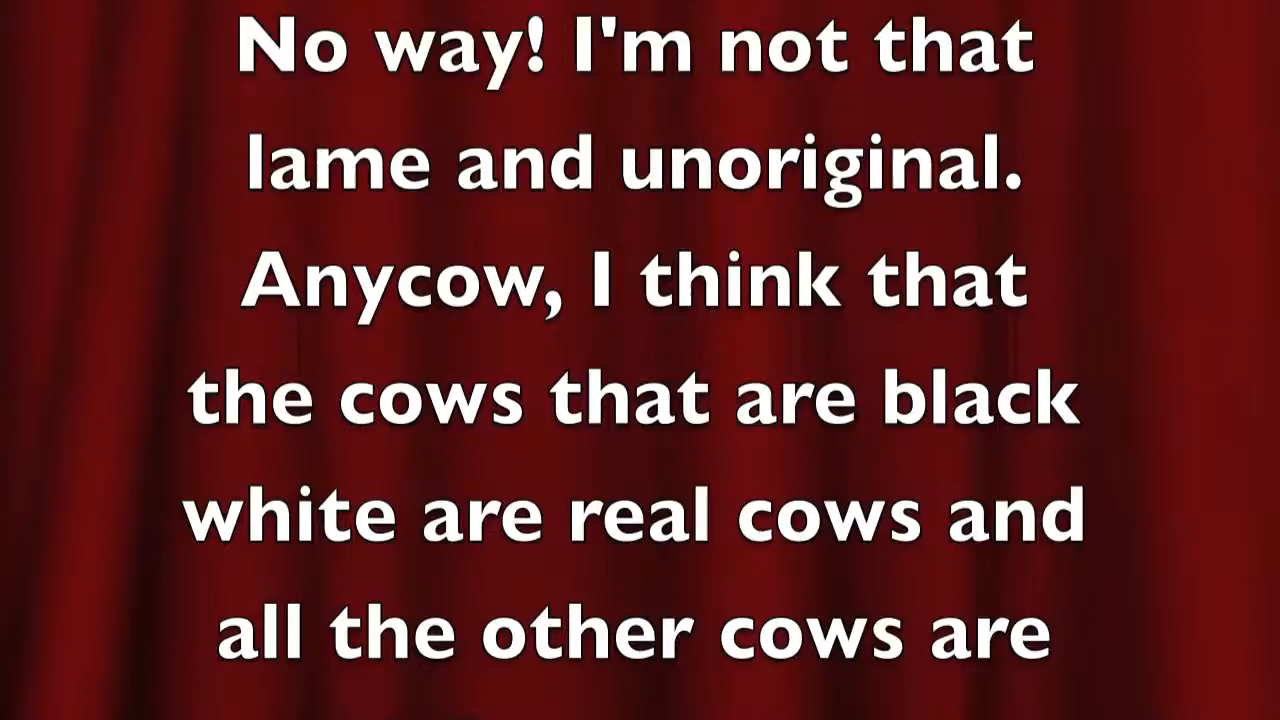 No way! I'm not that
lame and unoriginal.
Anycow, I think that
the cows that are black
white are real cows and
all the other cows are